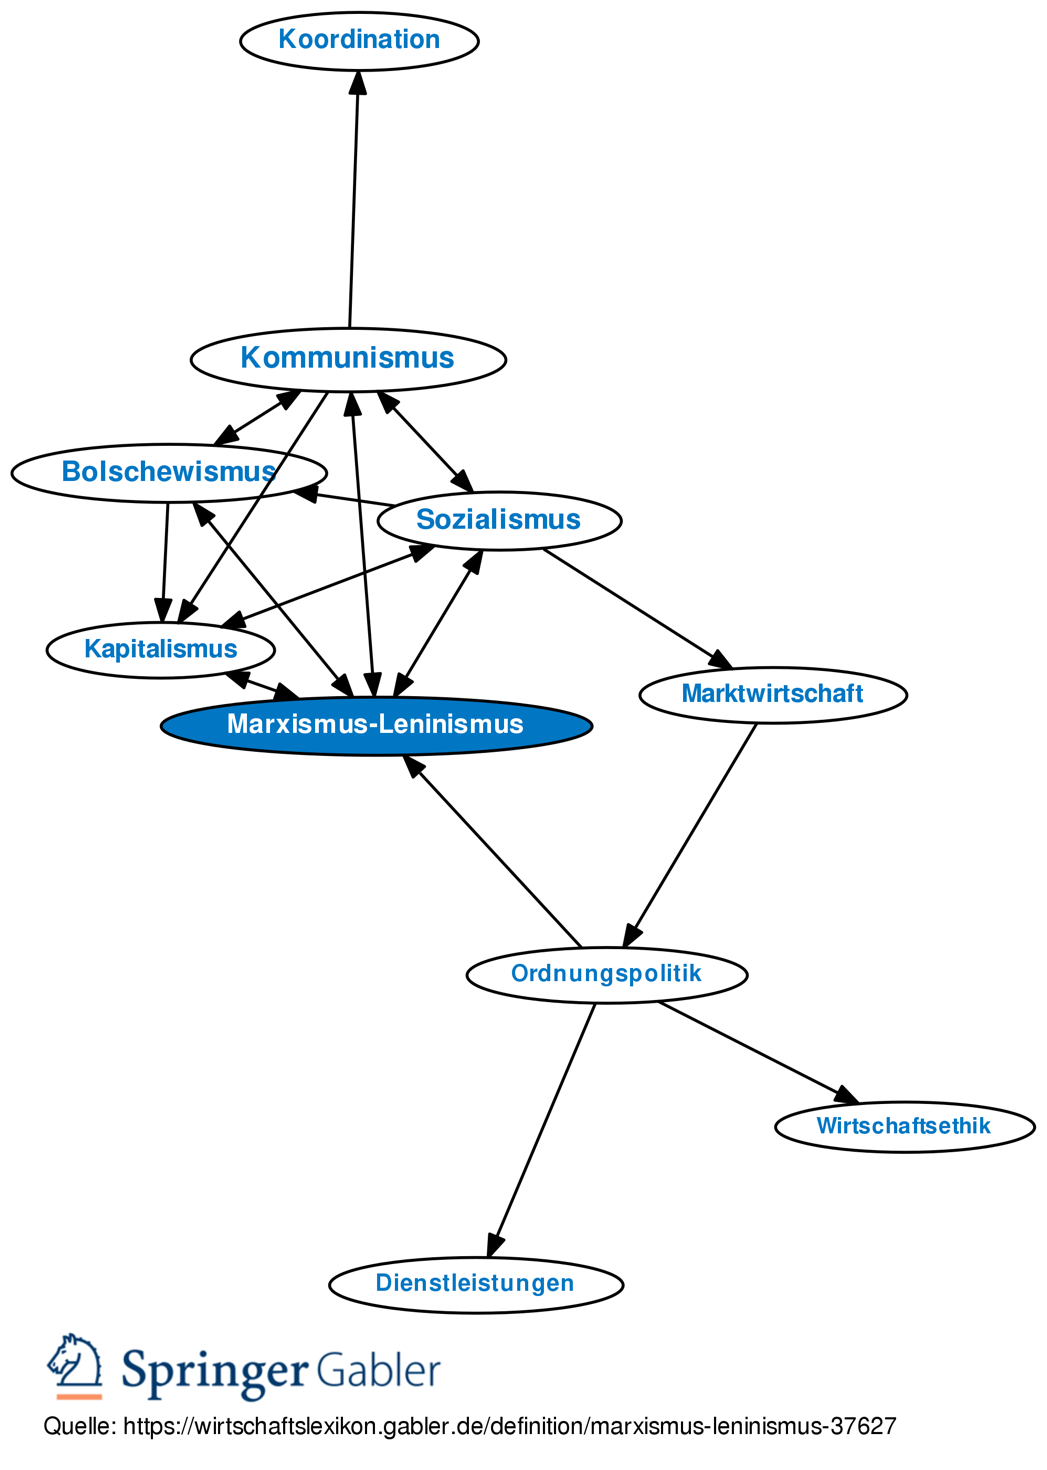 Koordination
Kommunismus
Bolschewismus
Sozialismus
Kapitalismus
Marktwirtschaft
Marxismus-Leninismus
Ordnungspolitik
Wirtschaftsethik
Dienstleistungen
Springer Gabler
Quelle: https://wirtschaftslexikon.gabler.de/definition/marxismus-leninismus-37627